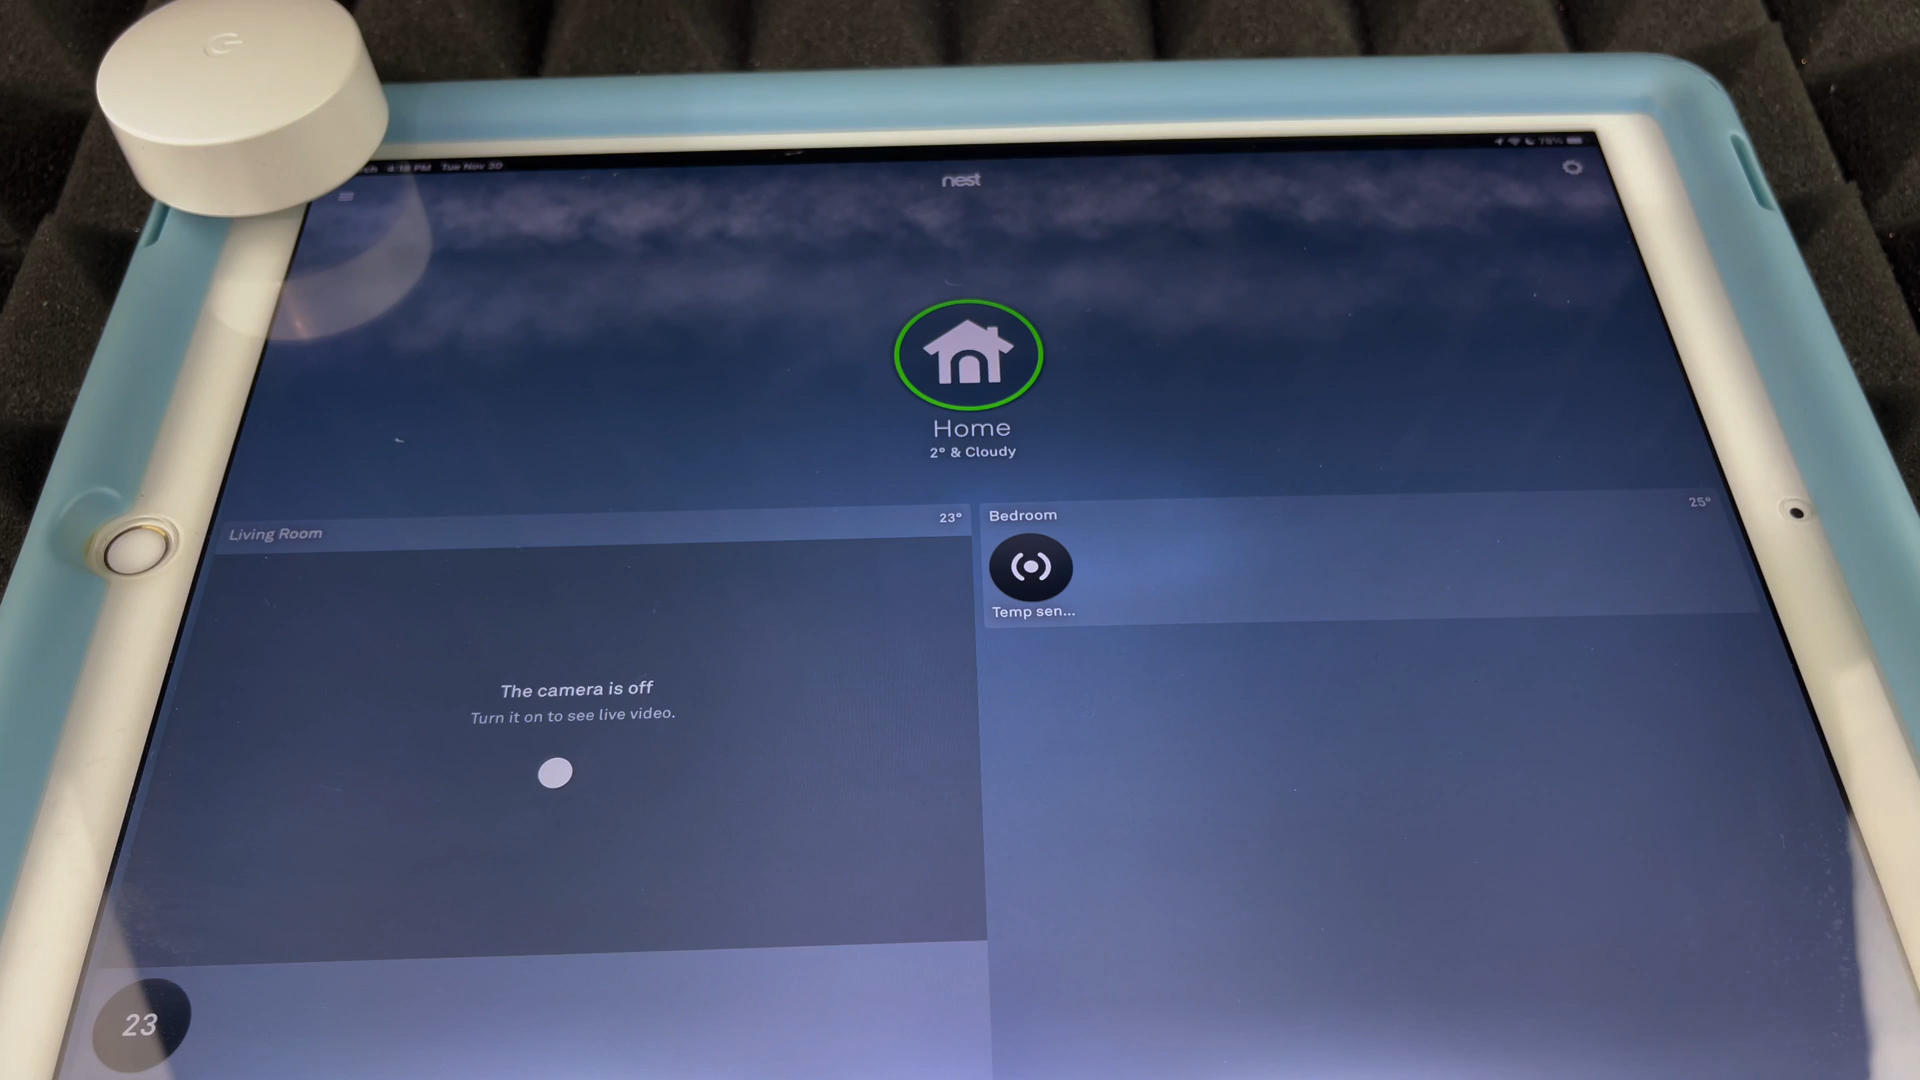 4:18 PM Tue Nov 30
78%
nest
Home
2° & Cloudy
Living Room
23°
The camera is off
Turn it on to see live video.
23
Bedroom
25°
Temp sen...